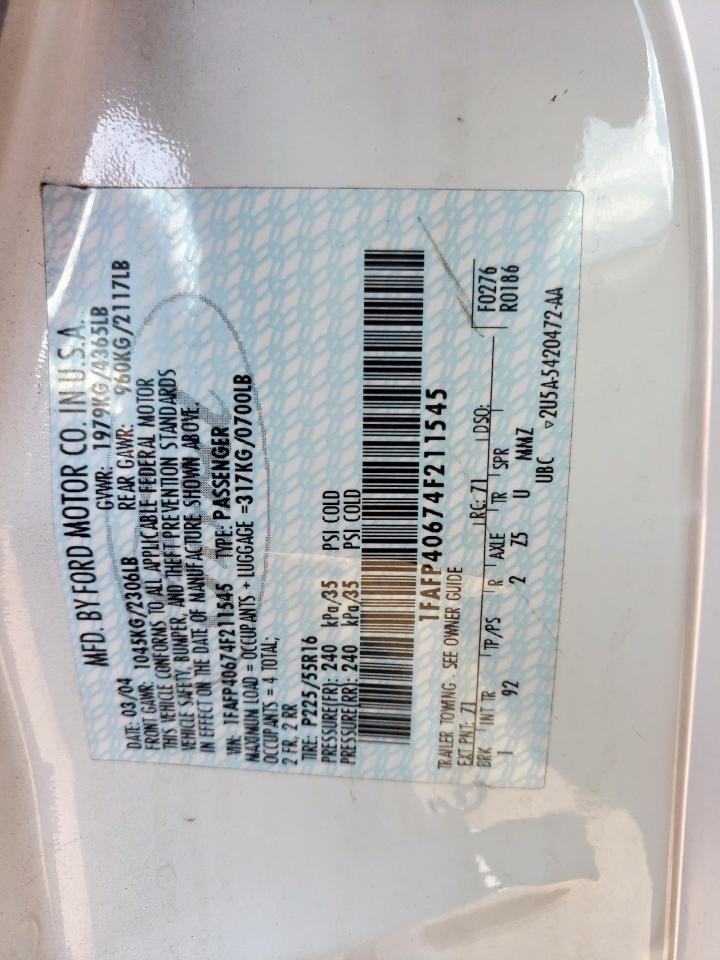 MFD. BY FORD MOTOR CO. IN U.S.A.
DATE: 03/04 GVWR: 1979KG/4365LB
FRONT GAWR: 1045KG/2306LB REAR GAWR: 960KG/2117LB
THIS VEHICLE CONFORMS TO ALL APPLICABLE FEDERAL MOTOR
VEHICLE SAFETY, BUMPER, AND THEFT PREVENTION STANDARDS
IN EFFECT ON THE DATE OF MANUFACTURE SHOWN ABOVE.
VIN: 1FAFP40674F211545 TYPE: PASSENGER
MAXIMUM LOAD = OCCUPANTS + LUGGAGE =317KG/0700LB
OCCUPANTS = 4 TOTAL;
2 FR, 2 RR
TIRE: P225/55R16
PRESSURE(FR): 240 kPa/35 PSI COLD
PRESSURE(RR): 240 kPa/35 PSI COLD
1FAFP40674F211545
TRAILER TOWING - SEE OWNER GUIDE
EXT PNT: Z1 RC: 71 DSO: F0276
BRK INT TR TP/PS R AXLE TR SPR R0186
1 92 2 Z5 U MMZ
UBC ▽2U5A-5420472-AA